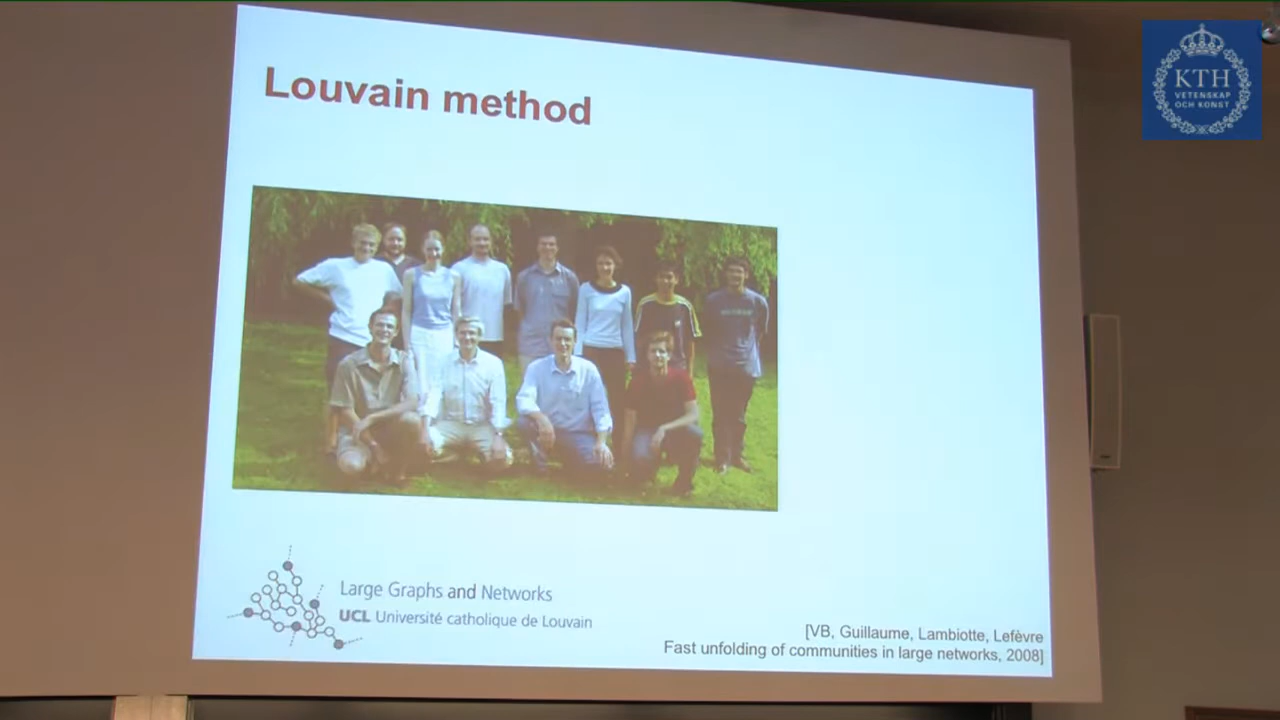 Louvain method
KTH
VETENSKAP
OCH KONST
Large Graphs and Networks
UCL Université catholique de Louvain
[VB, Guillaume, Lambiotte, Lefèvre
Fast unfolding of communities in large networks, 2008]